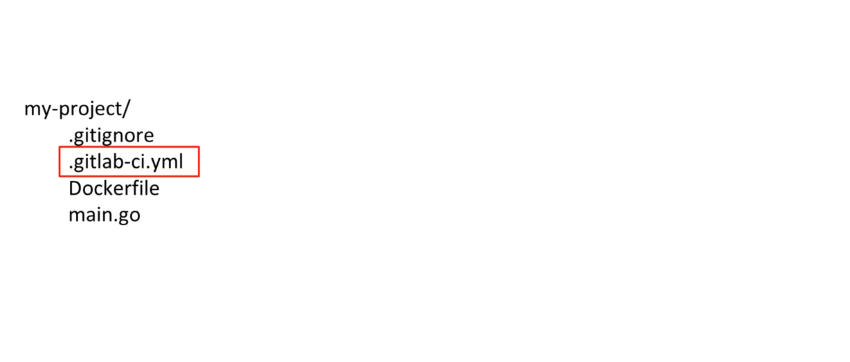 my-project/
.gitignore
.gitlab-ci.yml
Dockerfile
main.go